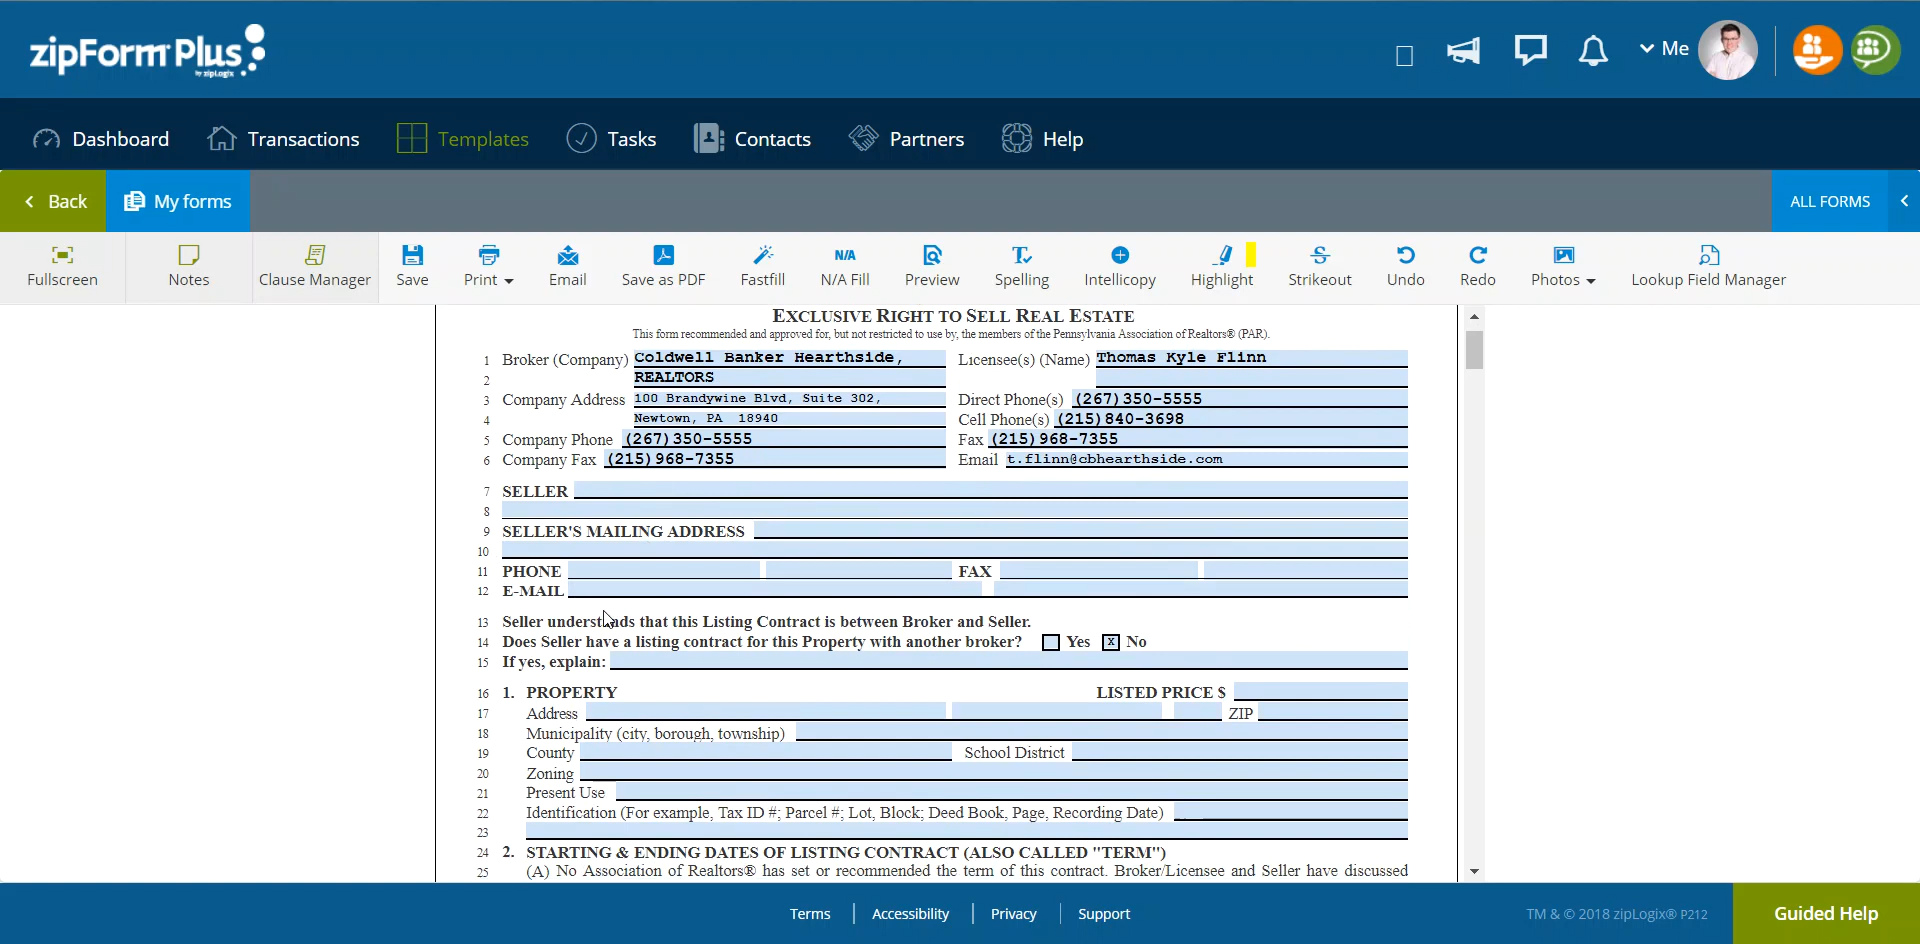 zipForm Plus
by zipLogix
Me
Dashboard
Transactions
Templates
Tasks
Contacts
Partners
Help
Back
My forms
ALL FORMS
Fullscreen
Notes
Clause Manager
Save
Print
Email
Save as PDF
Fastfill
N/A
N/A Fill
Preview
Spelling
Intellicopy
Highlight
Strikeout
Undo
Redo
Photos
Lookup Field Manager
EXCLUSIVE RIGHT TO SELL REAL ESTATE
This form recommended and approved for, but not restricted to use by, the members of the Pennsylvania Association of Realtors® (PAR).
1 Broker (Company) Coldwell Banker Hearthside, Licensee(s) (Name) Thomas Kyle Flinn
2 REALTORS
3 Company Address 100 Brandywine Blvd, Suite 302, Direct Phone(s) (267)350-5555
4 Newtown, PA 18940 Cell Phone(s) (215)840-3698
5 Company Phone (267)350-5555 Fax (215)968-7355
6 Company Fax (215)968-7355 Email t.flinn@cbhearthside.com
7 SELLER
8
9 SELLER'S MAILING ADDRESS
10
11 PHONE FAX
12 E-MAIL
13 Seller understands that this Listing Contract is between Broker and Seller.
14 Does Seller have a listing contract for this Property with another broker? Yes X No
15 If yes, explain:
16 1. PROPERTY LISTED PRICE $
17 Address ZIP
18 Municipality (city, borough, township)
19 County School District
20 Zoning
21 Present Use
22 Identification (For example, Tax ID #; Parcel #; Lot, Block; Deed Book, Page, Recording Date)
23
24 2. STARTING & ENDING DATES OF LISTING CONTRACT (ALSO CALLED "TERM")
25 (A) No Association of Realtors® has set or recommended the term of this contract. Broker/Licensee and Seller have discussed
Terms
Accessibility
Privacy
Support
TM & © 2018 zipLogix® P212
Guided Help